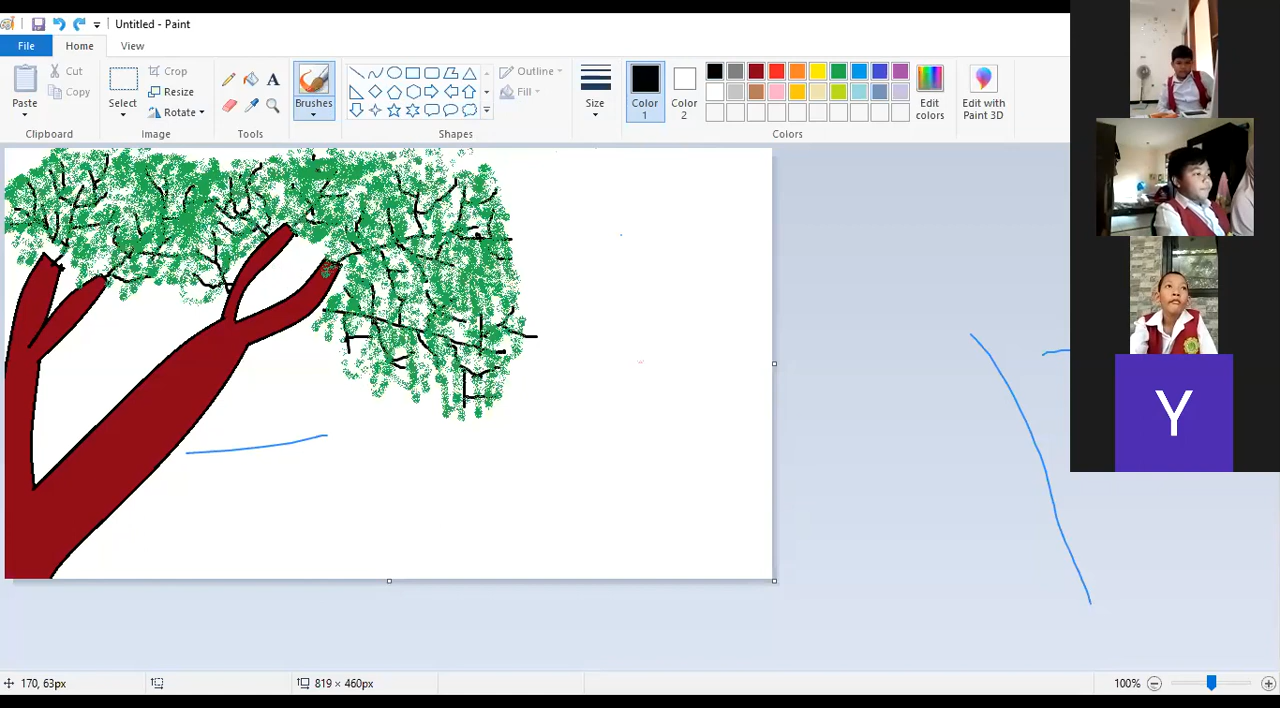 Untitled - Paint
File Home View
Paste
Cut
Copy
Clipboard
Select
Crop
Resize
Rotate
Image
A
Tools
Brushes
Shapes
Outline
Fill
Size
Color 1
Color 2
Colors
Edit colors
Edit with Paint 3D
Y
170, 63px
819 × 460px
100%